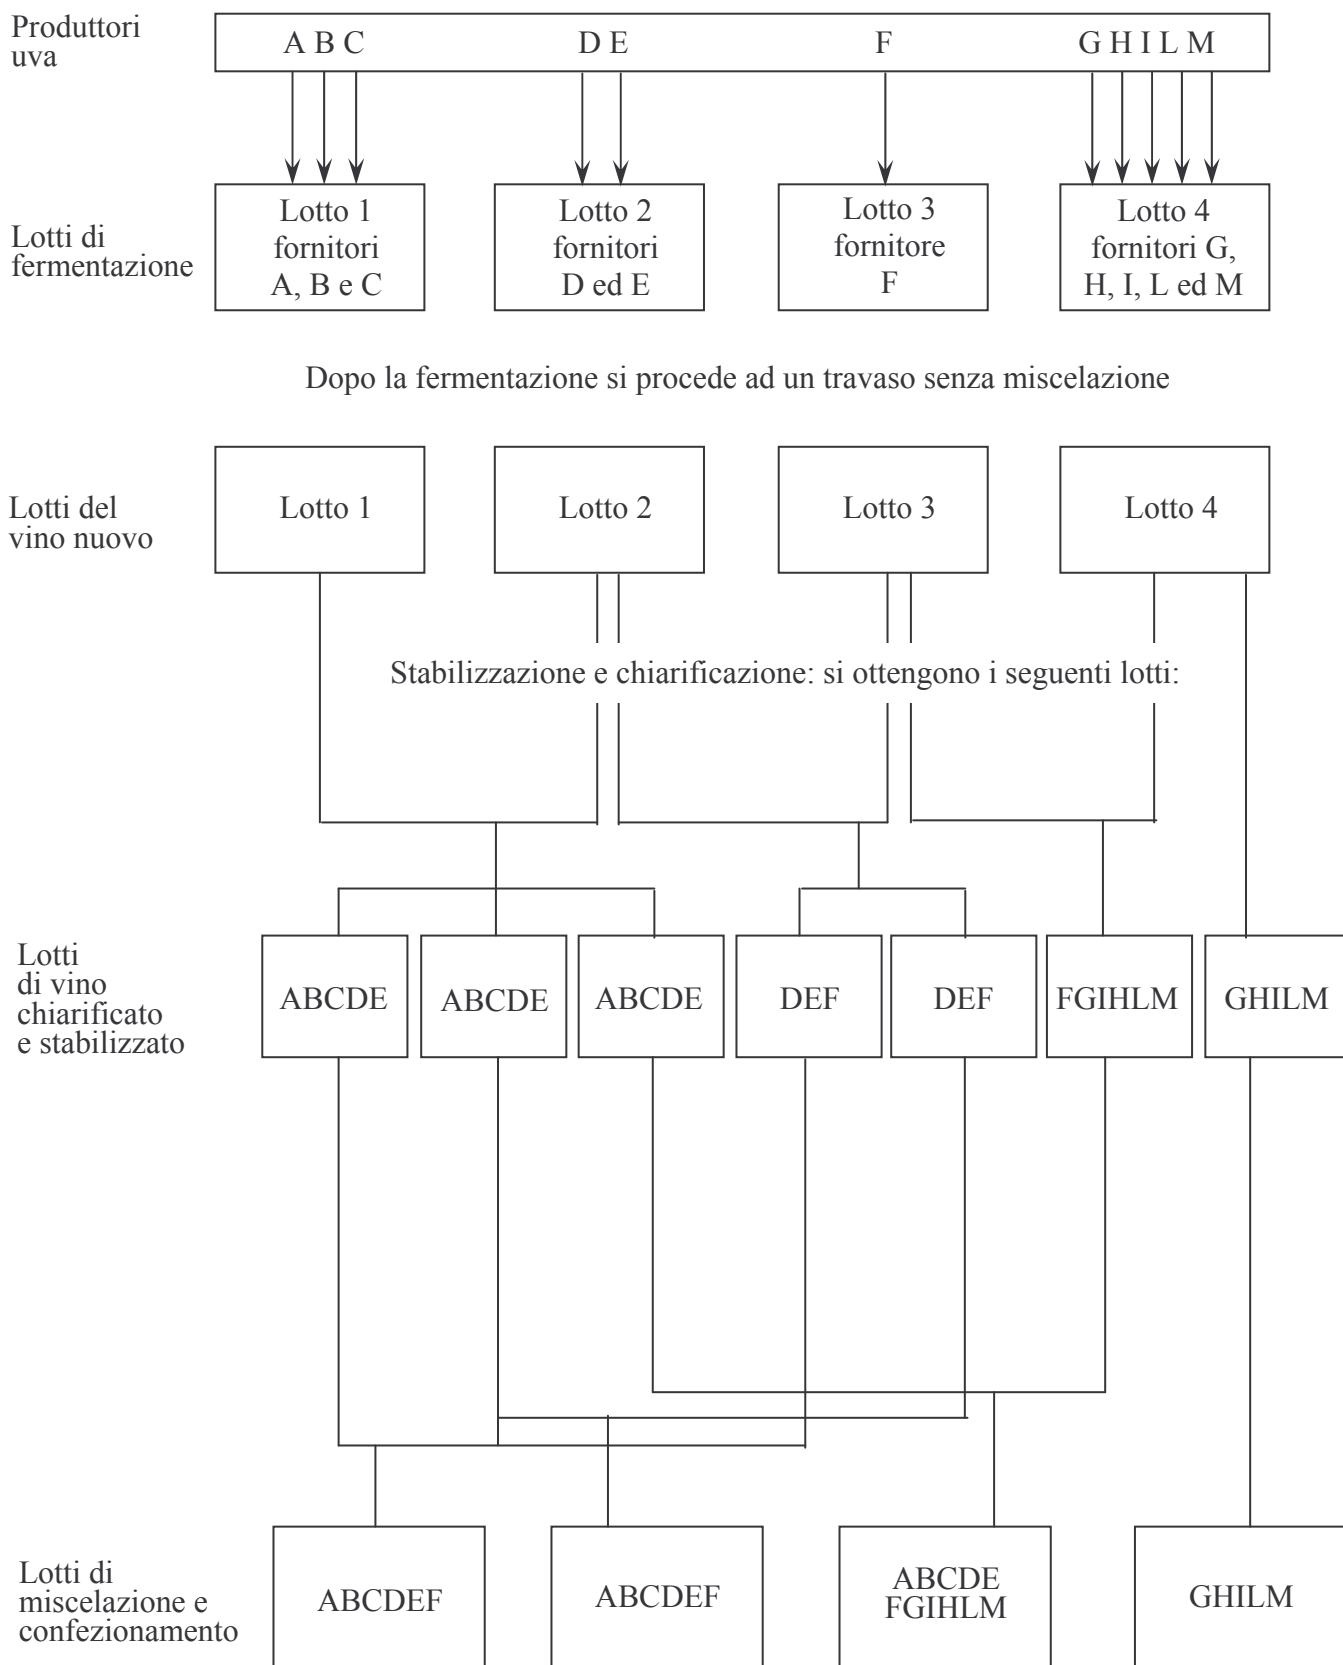 Produttori
uva
A B C
D E
F
G H I L M
Lotti di
fermentazione
Lotto 1
fornitori
A, B e C
Lotto 2
fornitori
D ed E
Lotto 3
fornitore
F
Lotto 4
fornitori G,
H, I, L ed M
Dopo la fermentazione si procede ad un travaso senza miscelazione
Lotti del
vino nuovo
Lotto 1
Lotto 2
Lotto 3
Lotto 4
Stabilizzazione e chiarificazione: si ottengono i seguenti lotti:
Lotti
di vino
chiarificato
e stabilizzato
ABCDE
ABCDE
ABCDE
DEF
DEF
FGIHLM
GHILM
Lotti di
miscelazione e
confezionamento
ABCDEF
ABCDEF
ABCDE
FGIHLM
GHILM